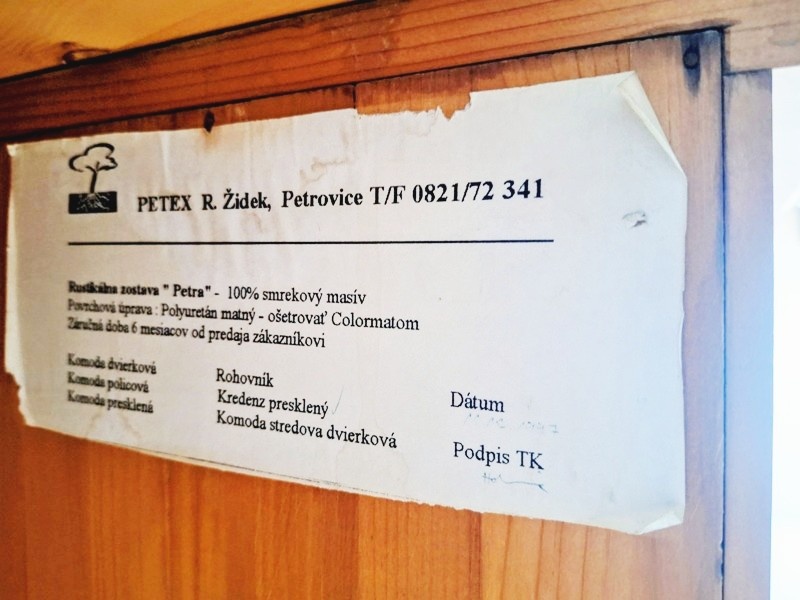 PETEX R. Židek, Petrovice T/F 0821/72 341
Rustikálna zostava " Petra" - 100% smrekový masív
Povrchová úprava : Polyuretán matný - ošetrovať Colormatom
Záručná doba 6 mesiacov od predaja zákazníkovi
Komoda dvierková
Komoda policová
Komoda presklená
Rohovník
Kredenz presklený
Komoda stredova dvierková
Dátum
Podpis TK